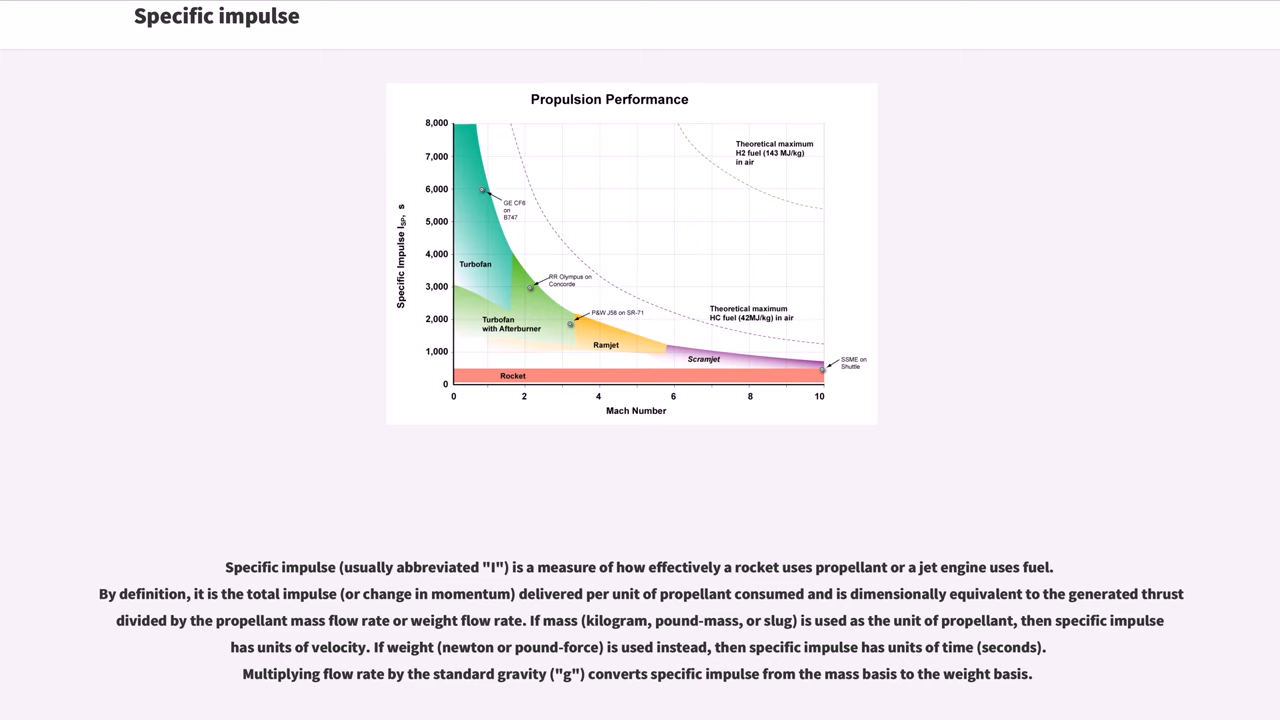 Specific impulse
Propulsion Performance
8,000
7,000
6,000
5,000
4,000
3,000
2,000
1,000
0
Specific Impulse ISP, s
Theoretical maximum
H2 fuel (143 MJ/kg)
in air
GE CF6
on
B747
Turbofan
RR Olympus on
Concorde
P&W J58 on SR-71
Theoretical maximum
HC fuel (42MJ/kg) in air
Turbofan
with Afterburner
Ramjet
Scramjet
SSME on
Shuttle
Rocket
0 2 4 6 8 10
Mach Number
Specific impulse (usually abbreviated "I") is a measure of how effectively a rocket uses propellant or a jet engine uses fuel.
By definition, it is the total impulse (or change in momentum) delivered per unit of propellant consumed and is dimensionally equivalent to the generated thrust
divided by the propellant mass flow rate or weight flow rate. If mass (kilogram, pound-mass, or slug) is used as the unit of propellant, then specific impulse
has units of velocity. If weight (newton or pound-force) is used instead, then specific impulse has units of time (seconds).
Multiplying flow rate by the standard gravity ("g") converts specific impulse from the mass basis to the weight basis.